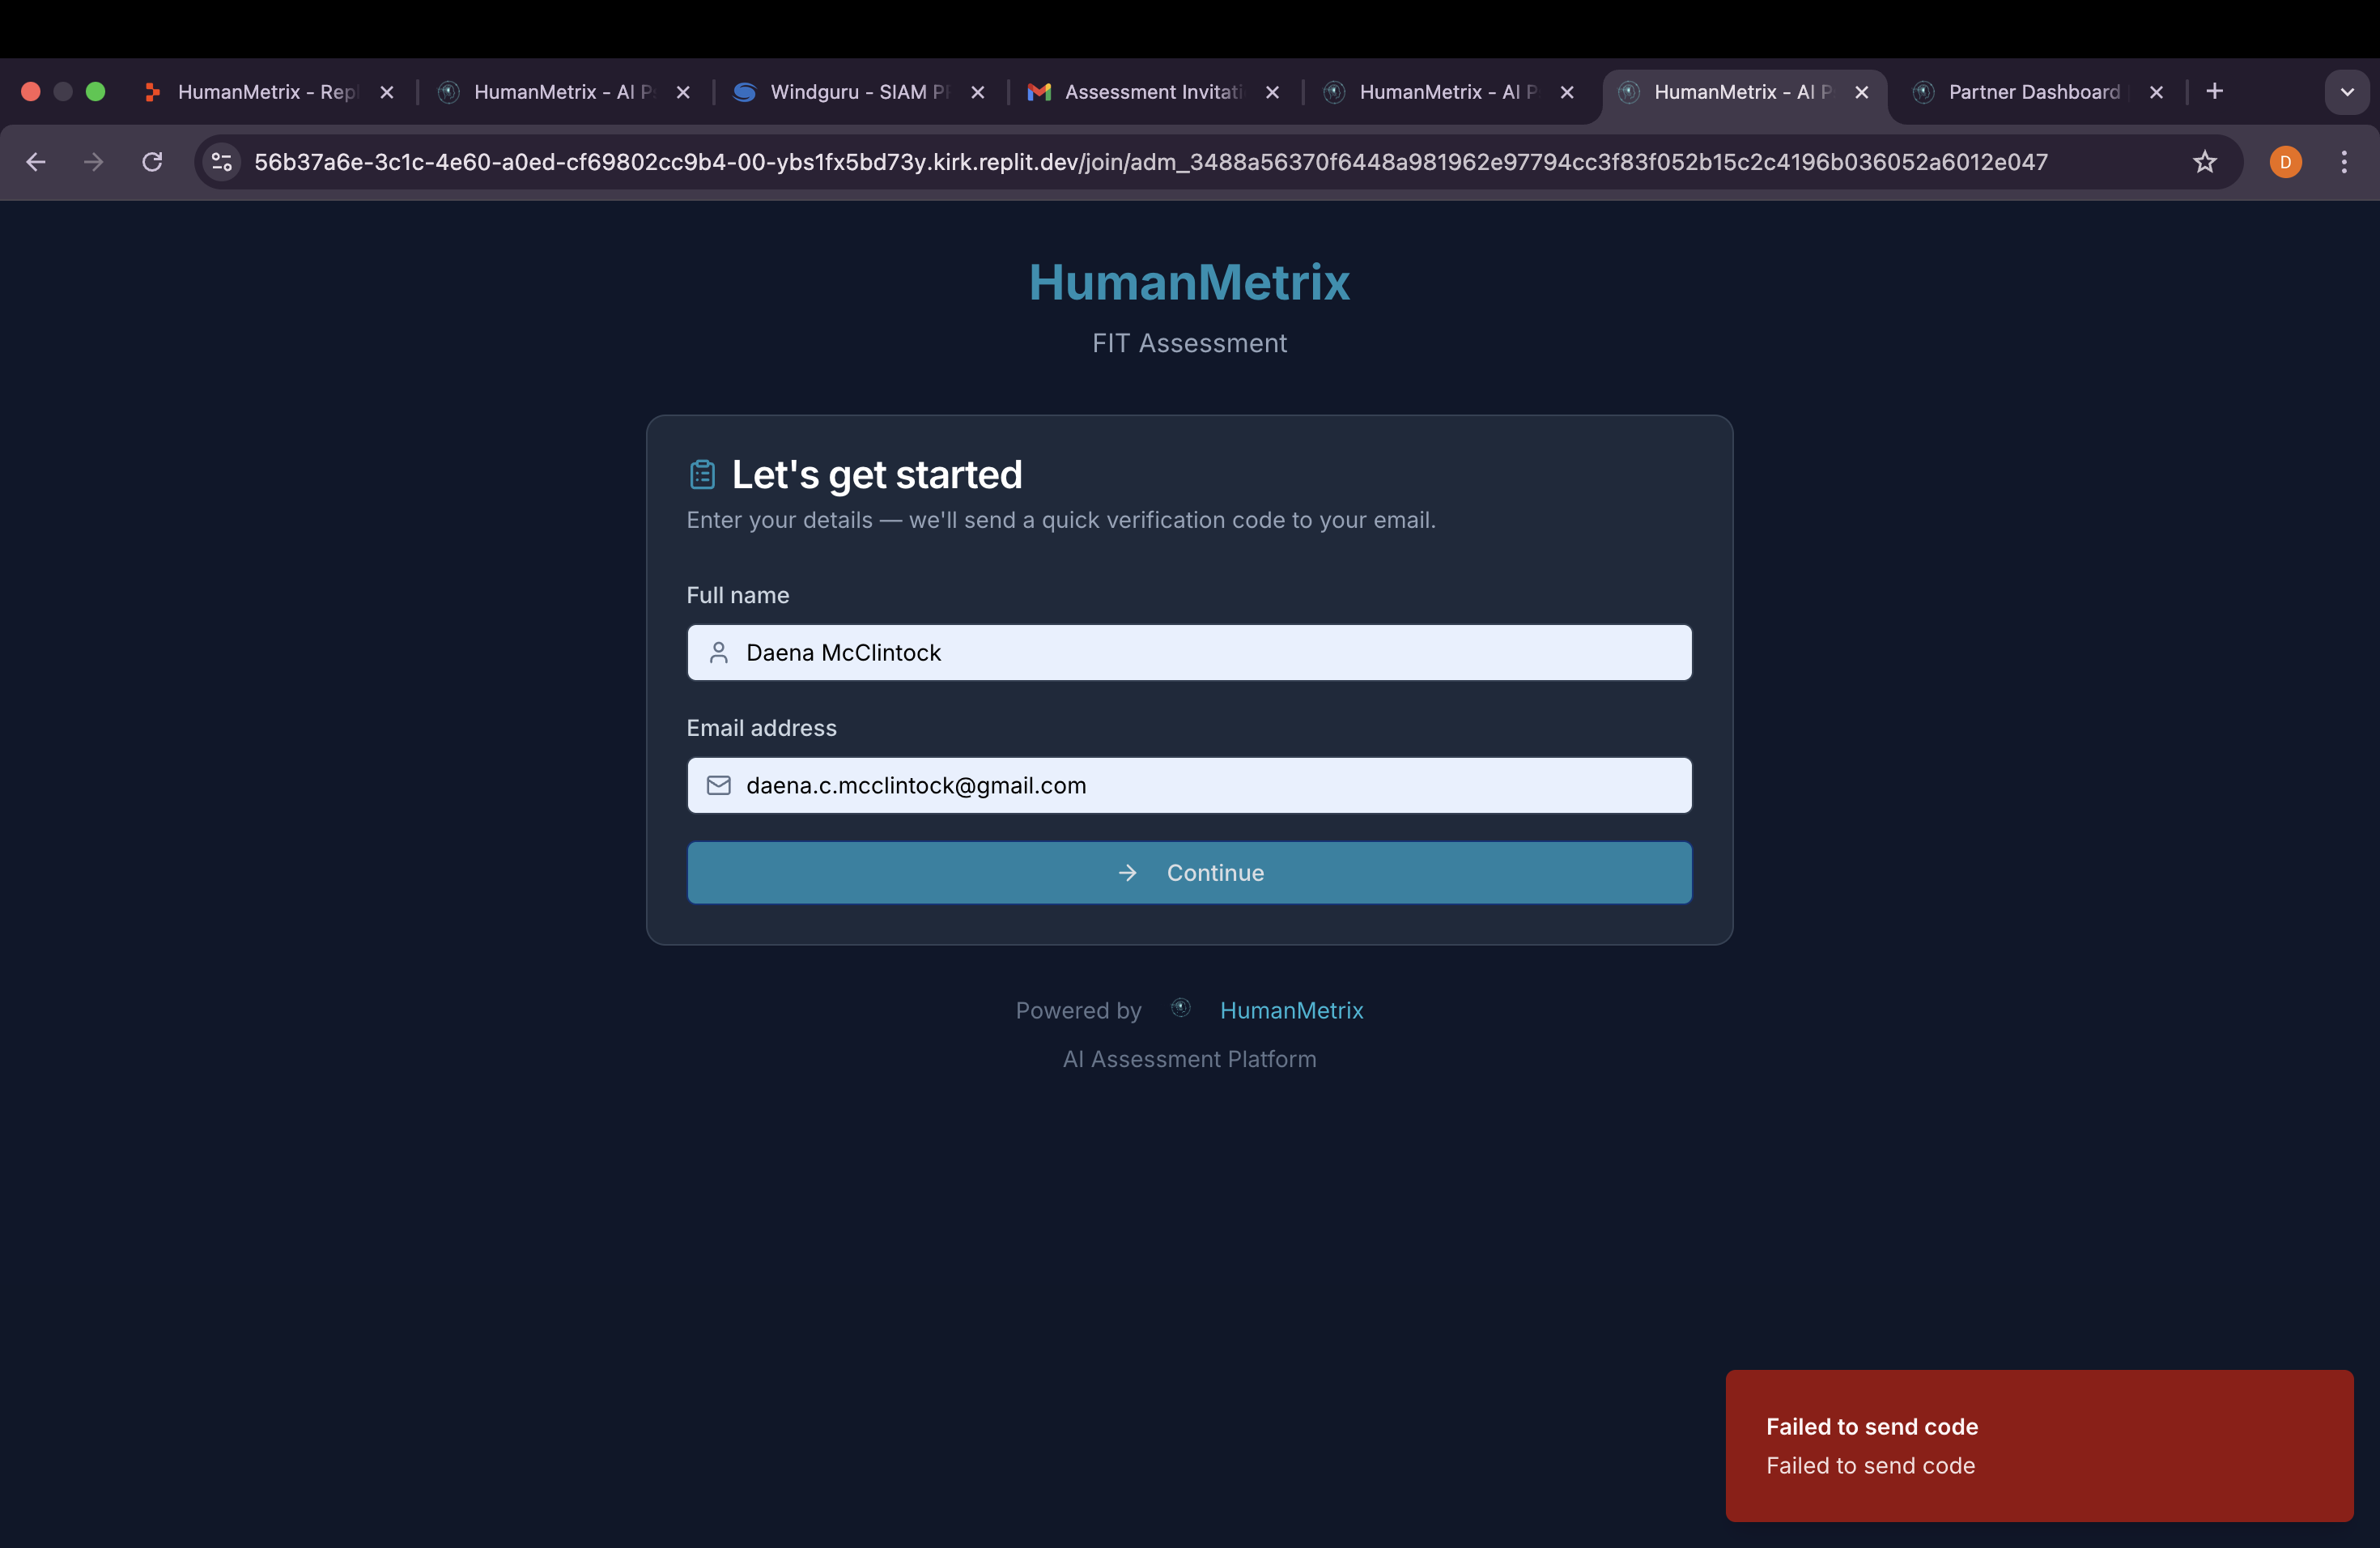 HumanMetrix - Rep
HumanMetrix - AI P
Windguru - SIAM P
Assessment Invitati
HumanMetrix - AI P
HumanMetrix - AI P
Partner Dashboard
56b37a6e-3c1c-4e60-a0ed-cf69802cc9b4-00-ybs1fx5bd73y.kirk.replit.dev/join/adm_3488a56370f6448a981962e97794cc3f83f052b15c2c4196b036052a6012e047
D
HumanMetrix
FIT Assessment
Let's get started
Enter your details — we'll send a quick verification code to your email.
Full name
Daena McClintock
Email address
daena.c.mcclintock@gmail.com
Continue
Powered by HumanMetrix
AI Assessment Platform
Failed to send code
Failed to send code